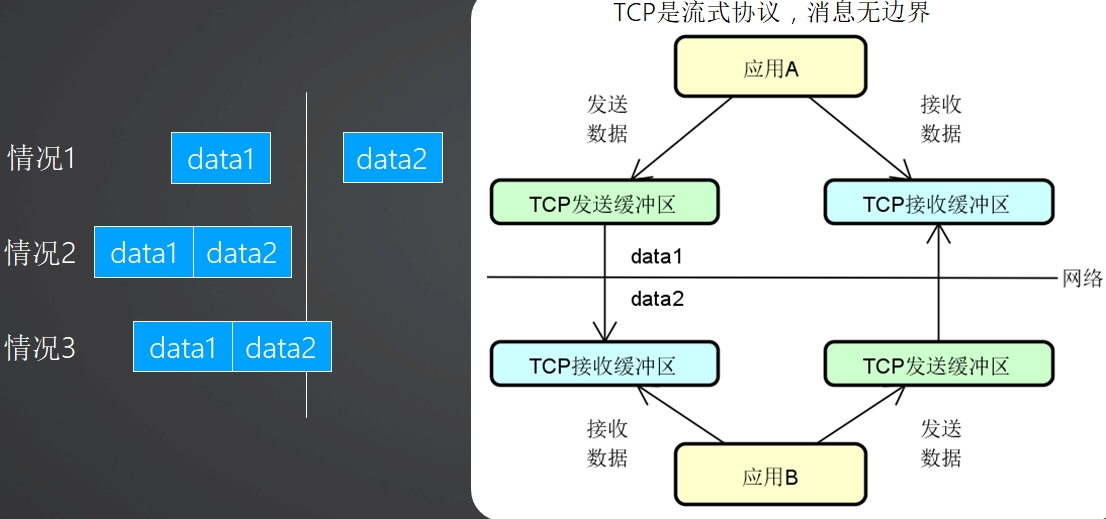 情况1
data1
data2
情况2
data1
data2
情况3
data1
data2
TCP是流式协议，消息无边界
应用A
发送
数据
接收
数据
TCP发送缓冲区
TCP接收缓冲区
data1
网络
data2
TCP接收缓冲区
TCP发送缓冲区
接收
数据
发送
数据
应用B